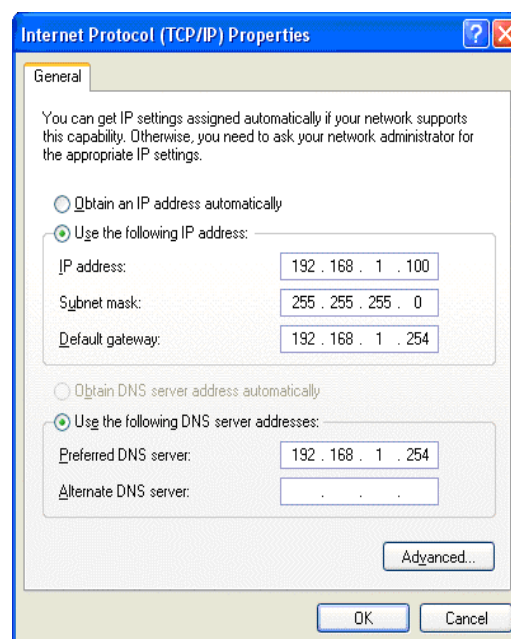 Internet Protocol (TCP/IP) Properties
General
You can get IP settings assigned automatically if your network supports
this capability. Otherwise, you need to ask your network administrator for
the appropriate IP settings.
Obtain an IP address automatically
Use the following IP address:
IP address: 192 . 168 . 1 . 100
Subnet mask: 255 . 255 . 255 . 0
Default gateway: 192 . 168 . 1 . 254
Obtain DNS server address automatically
Use the following DNS server addresses:
Preferred DNS server: 192 . 168 . 1 . 254
Alternate DNS server: . . .
Advanced...
OK Cancel